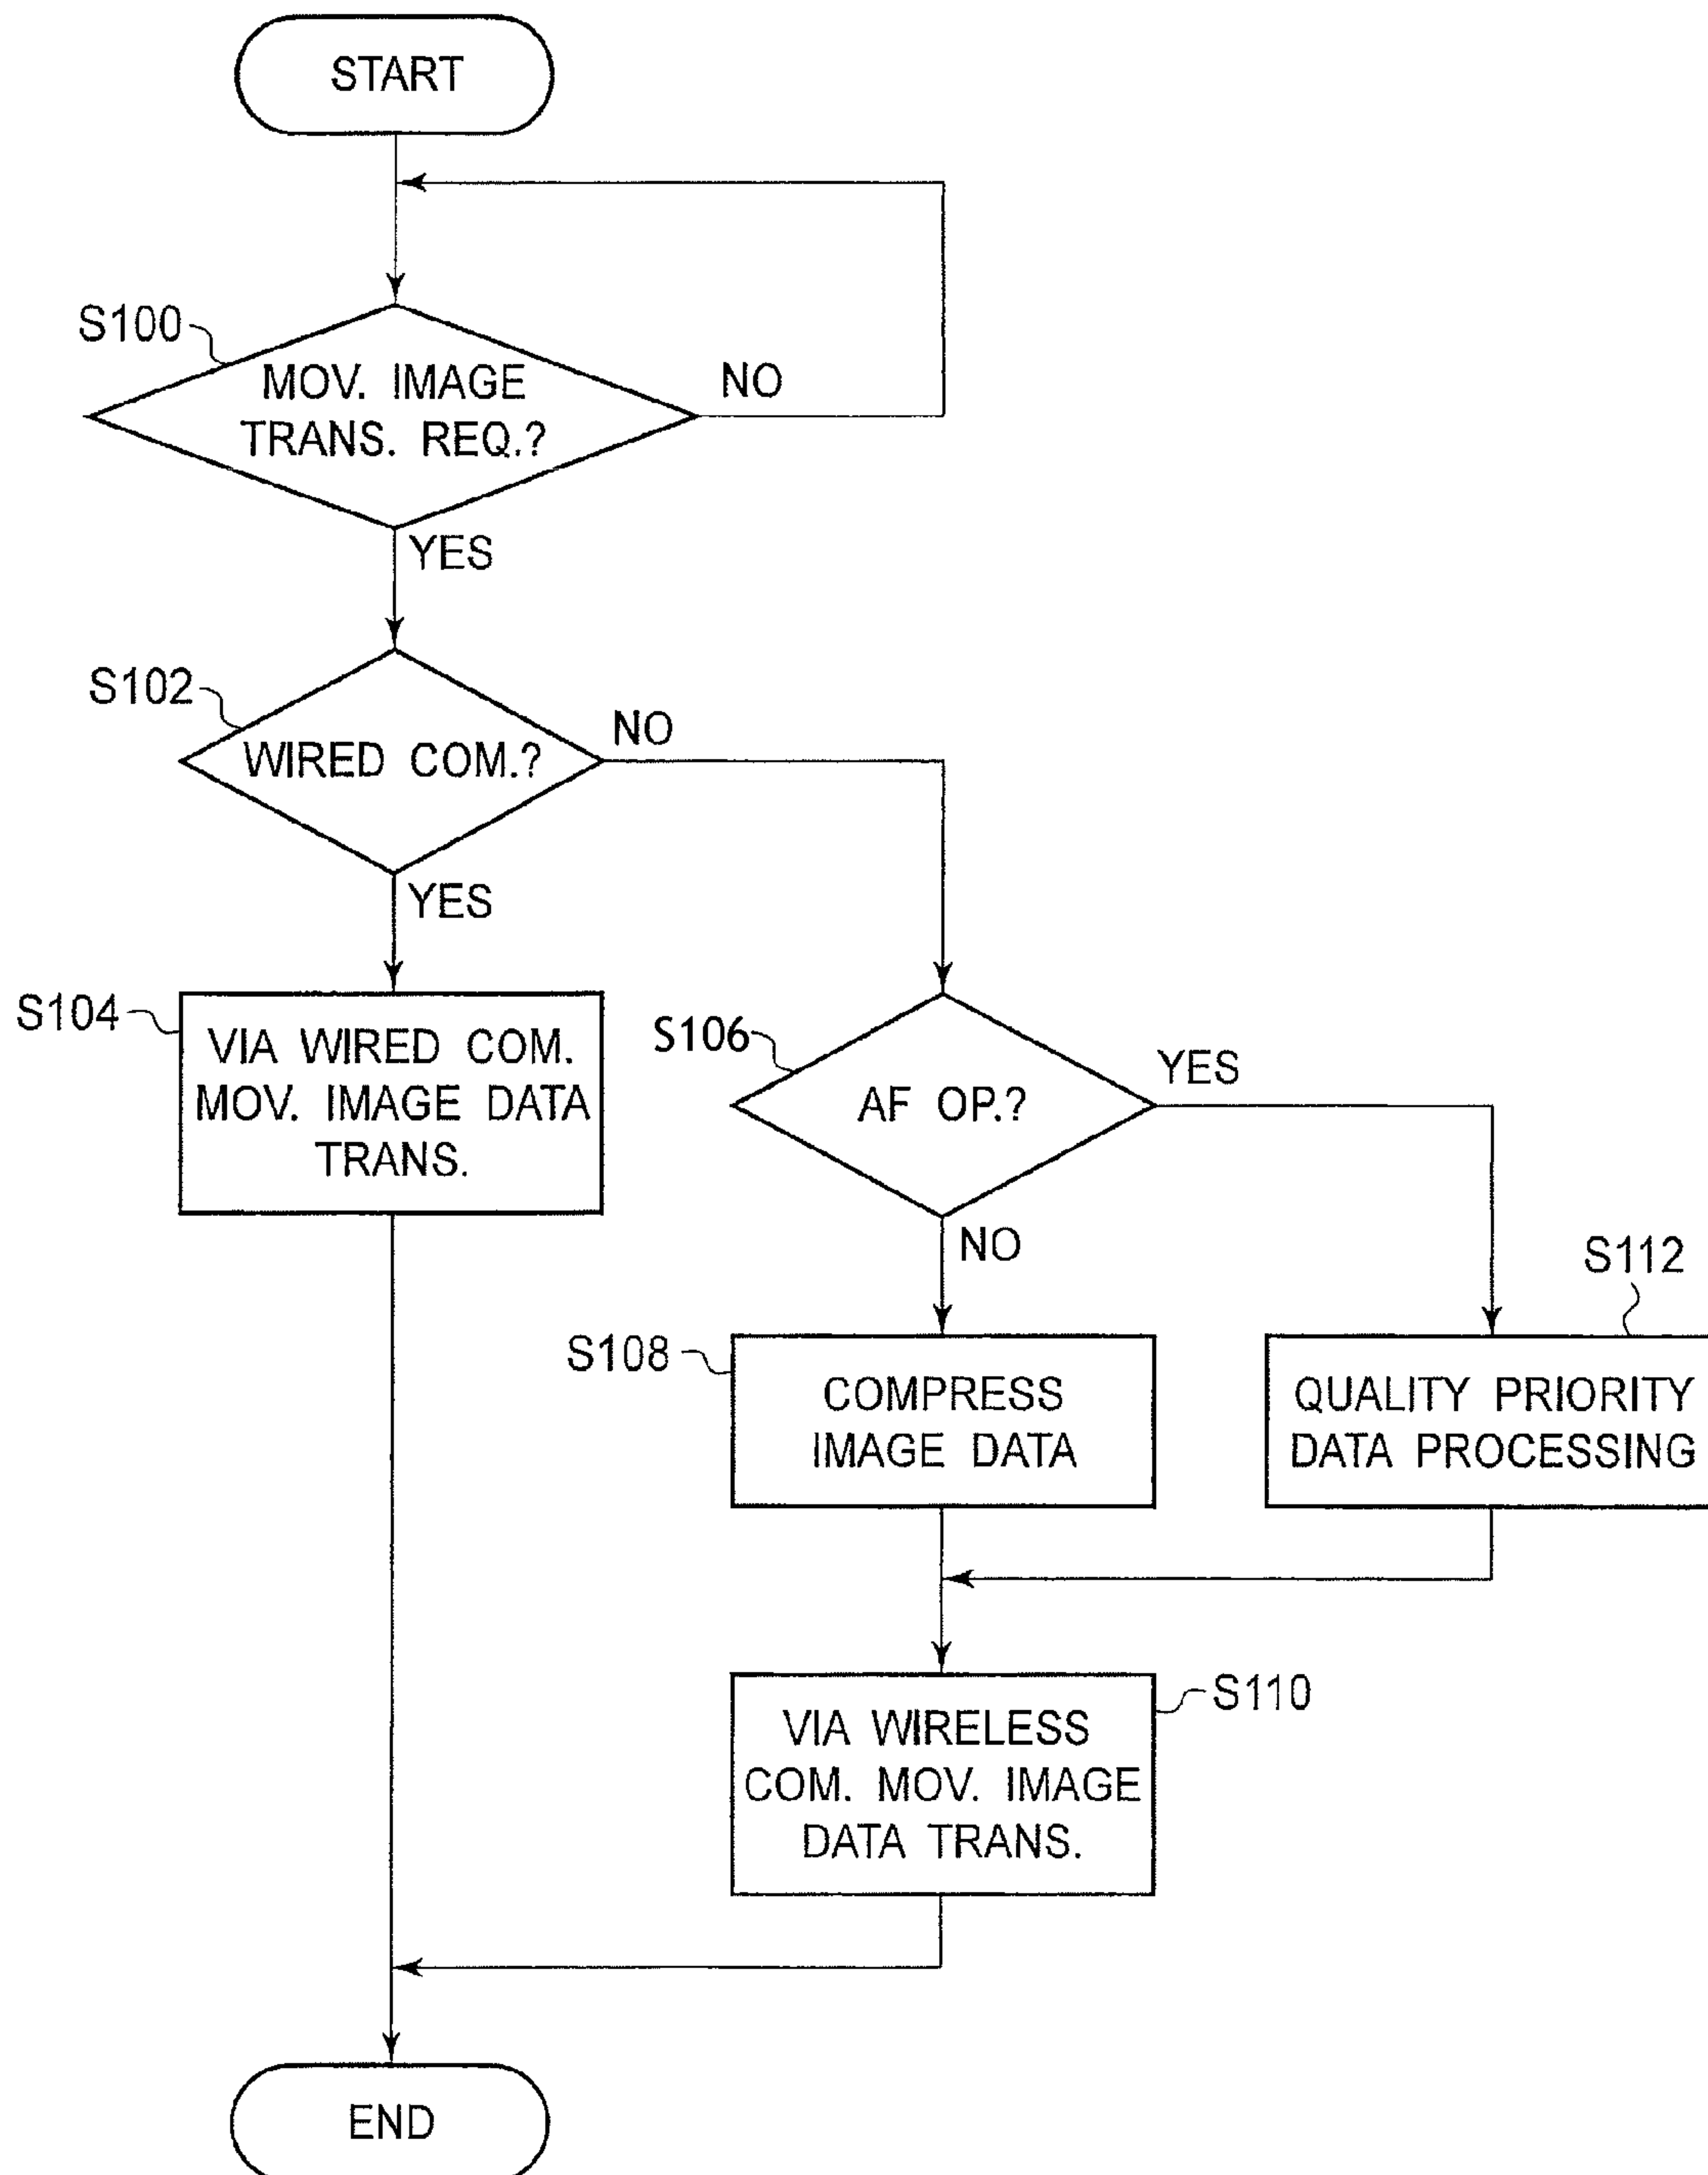 START
S100
MOV. IMAGE
TRANS. REQ.?
NO
YES
S102
WIRED COM.?
NO
YES
S104
VIA WIRED COM.
MOV. IMAGE DATA
TRANS.
S106
AF OP.?
YES
NO
S108
COMPRESS
IMAGE DATA
S112
QUALITY PRIORITY
DATA PROCESSING
S110
VIA WIRELESS
COM. MOV. IMAGE
DATA TRANS.
END